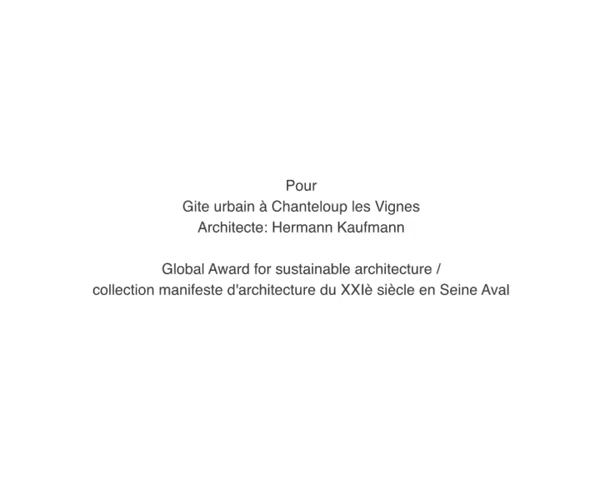 Pour
Gite urbain à Chanteloup les Vignes
Architecte: Hermann Kaufmann
Global Award for sustainable architecture /
collection manifeste d'architecture du XXIè siècle en Seine Aval